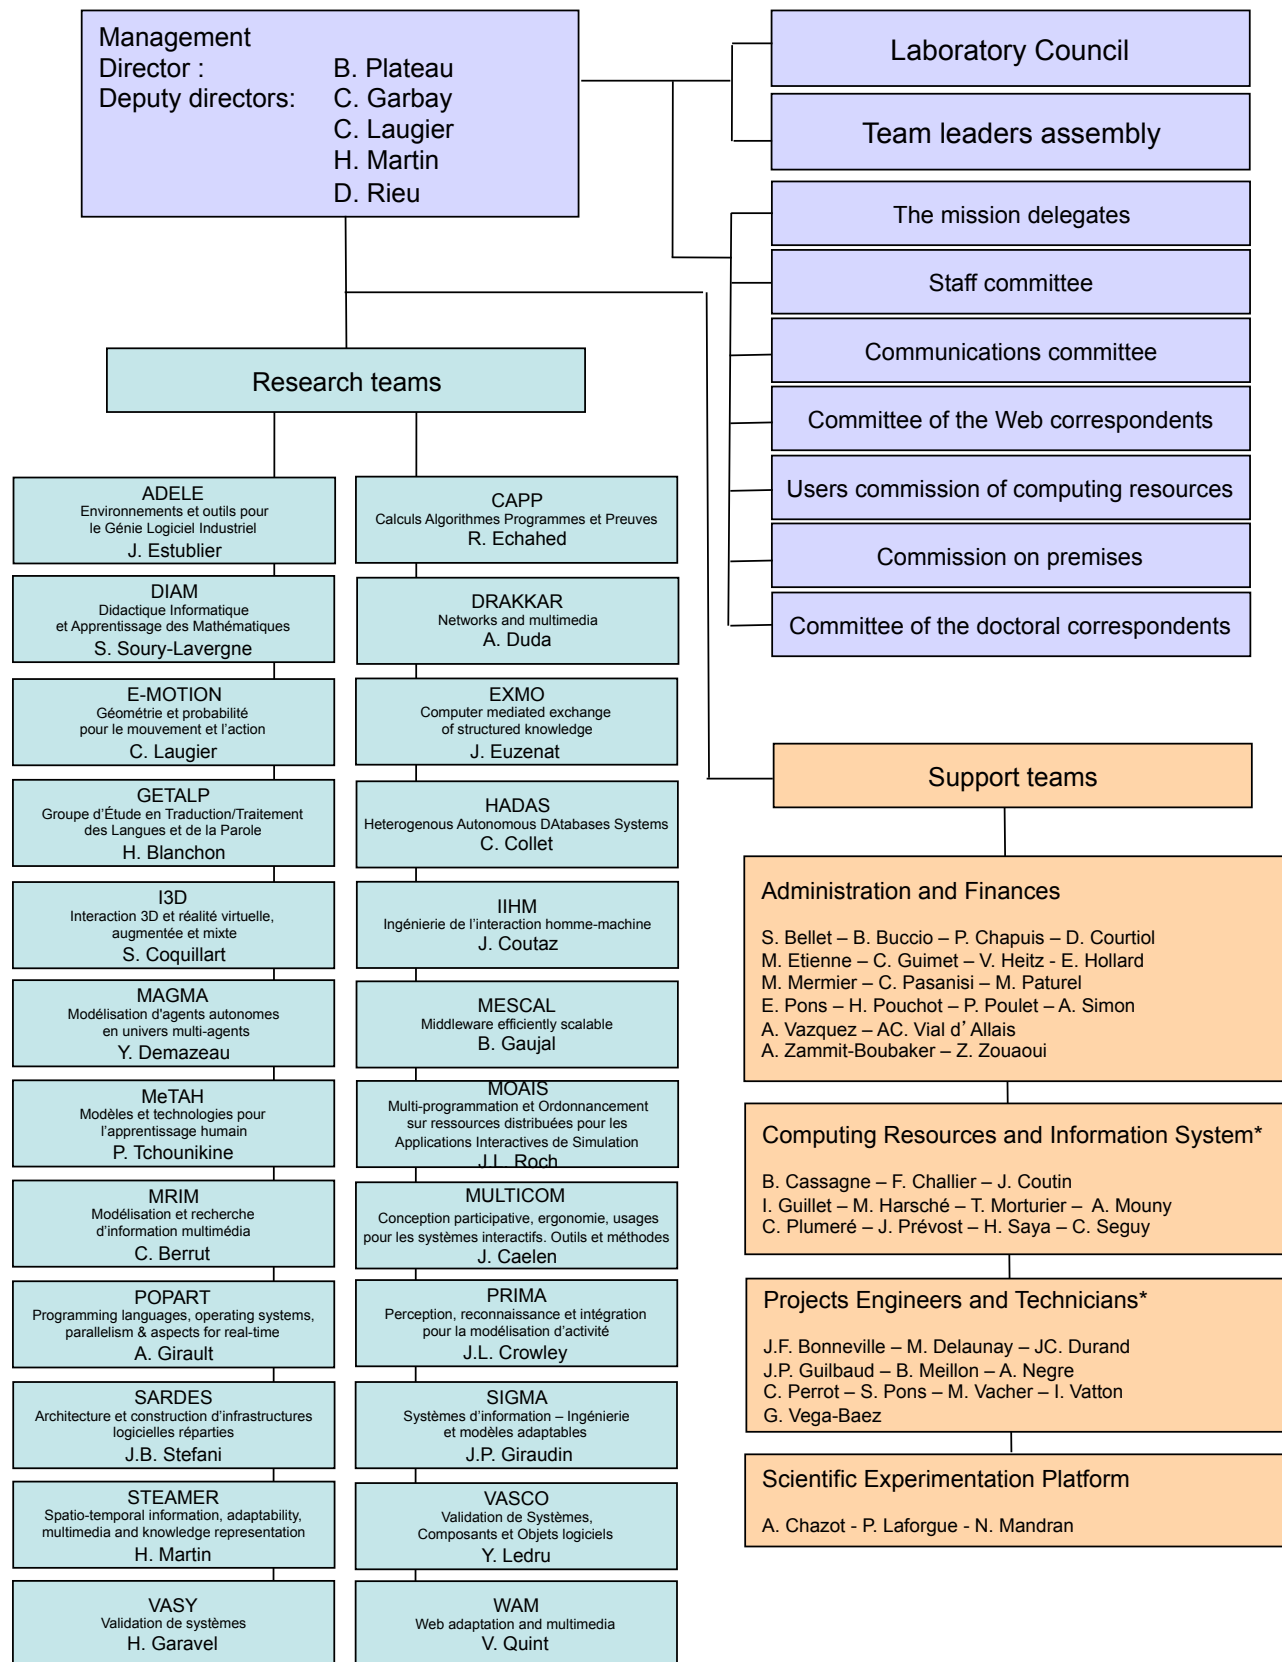 Management
Director : B. Plateau
Deputy directors: C. Garbay
C. Laugier
H. Martin
D. Rieu
Laboratory Council
Team leaders assembly
The mission delegates
Staff committee
Communications committee
Committee of the Web correspondents
Users commission of computing resources
Commission on premises
Committee of the doctoral correspondents
Research teams
ADELE
Environnements et outils pour
le Génie Logiciel Industriel
J. Estublier
DIAM
Didactique Informatique
et Apprentissage des Mathématiques
S. Soury-Lavergne
E-MOTION
Géométrie et probabilité
pour le mouvement et l'action
C. Laugier
GETALP
Groupe d'Étude en Traduction/Traitement
des Langues et de la Parole
H. Blanchon
I3D
Interaction 3D et réalité virtuelle,
augmentée et mixte
S. Coquillart
MAGMA
Modélisation d'agents autonomes
en univers multi-agents
Y. Demazeau
MeTAH
Modèles et technologies pour
l'apprentissage humain
P. Tchounikine
MRIM
Modélisation et recherche
d'information multimédia
C. Berrut
POPART
Programming languages, operating systems,
parallelism & aspects for real-time
A. Girault
SARDES
Architecture et construction d'infrastructures
logicielles réparties
J.B. Stefani
STEAMER
Spatio-temporal information, adaptability,
multimedia and knowledge representation
H. Martin
VASY
Validation de systèmes
H. Garavel
CAPP
Calculs Algorithmes Programmes et Preuves
R. Echahed
DRAKKAR
Networks and multimedia
A. Duda
EXMO
Computer mediated exchange
of structured knowledge
J. Euzenat
HADAS
Heterogenous Autonomous DAtabases Systems
C. Collet
IIHM
Ingénierie de l'interaction homme-machine
J. Coutaz
MESCAL
Middleware efficiently scalable
B. Gaujal
MOAIS
Multi-programmation et Ordonnancement
sur ressources distribuées pour les
Applications Interactives de Simulation
J.L. Roch
MULTICOM
Conception participative, ergonomie, usages
pour les systèmes interactifs. Outils et méthodes
J. Caelen
PRIMA
Perception, reconnaissance et intégration
pour la modélisation d'activité
J.L. Crowley
SIGMA
Systèmes d'information – Ingénierie
et modèles adaptables
J.P. Giraudin
VASCO
Validation de Systèmes,
Composants et Objets logiciels
Y. Ledru
WAM
Web adaptation and multimedia
V. Quint
Support teams
Administration and Finances
S. Bellet – B. Buccio – P. Chapuis – D. Courtiol
M. Etienne – C. Guimet – V. Heitz - E. Hollard
M. Mermier – C. Pasanisi – M. Paturel
E. Pons – H. Pouchot – P. Poulet – A. Simon
A. Vazquez – AC. Vial d' Allais
A. Zammit-Boubaker – Z. Zouaoui
Computing Resources and Information System*
B. Cassagne – F. Challier – J. Coutin
I. Guillet – M. Harsché – T. Morturier – A. Mouny
C. Plumeré – J. Prévost – H. Saya – C. Seguy
Projects Engineers and Technicians*
J.F. Bonneville – M. Delaunay – JC. Durand
J.P. Guilbaud – B. Meillon – A. Negre
C. Perrot – S. Pons – M. Vacher – I. Vatton
G. Vega-Baez
Scientific Experimentation Platform
A. Chazot - P. Laforgue - N. Mandran